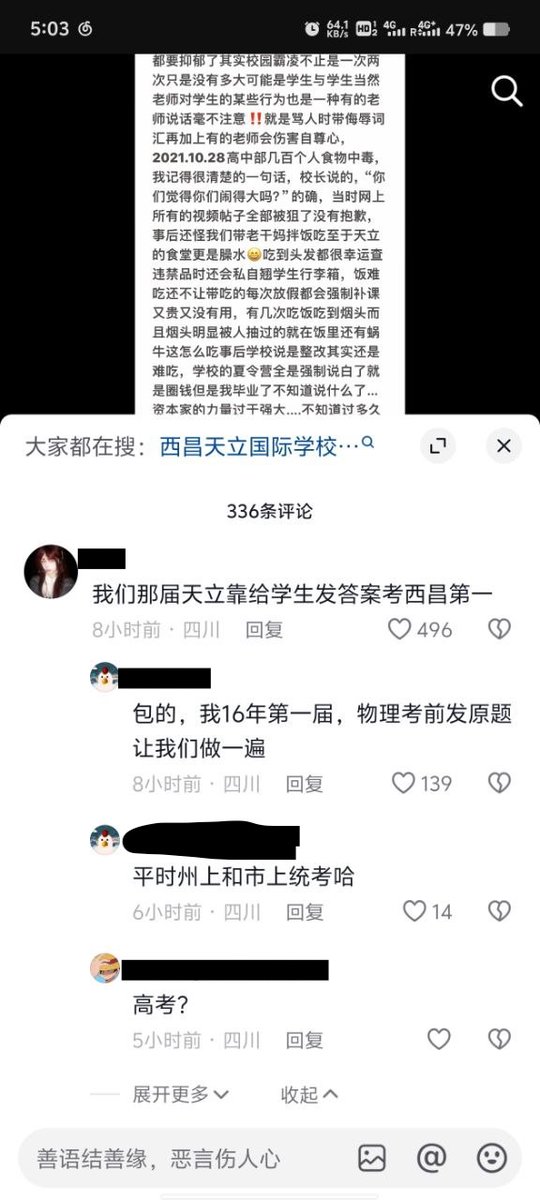 5:03
64.1
KB/s
HD 1 2
4G
R
4G+
47%
都要抑郁了其实校园霸凌不止是一次两
次只是没有多大可能是学生与学生当然
老师对学生的某些行为也是一种有的老
师说话毫不注意‼️就是骂人时带侮辱词
汇再加上有的老师会伤害自尊心，
2021.10.28高中部几百个人食物中毒，
我记得很清楚的一句话，校长说的，“你
们觉得你们闹得大吗？”的确，当时网上
所有的视频帖子全部被狙了没有抱歉，
事后还怪我们带老干妈拌饭吃至于天立
的食堂更是臊水😄吃到头发都很幸运查
违禁品时还会私自翘学生行李箱，饭难
吃还不让带吃的每次放假都会强制补课
又贵又没有用，有几次吃饭吃到烟头而
且烟头明显被人抽过的就在饭里还有蜗
牛这怎么吃事后学校说是整改其实还是
难吃，学校的夏令营全是强制说白了就
是圈钱但是我毕业了不知道说什么了...
资本家的力量过于强大....不知道过多久
大家都在搜：西昌天立国际学校...
336条评论
我们那届天立靠给学生发答案考西昌第一
8小时前 · 四川 回复 496
包的，我16年第一届，物理考前发原题
让我们做一遍
8小时前 · 四川 回复 139
平时州上和市上统考哈
6小时前 · 四川 回复 14
高考？
5小时前 · 四川 回复
展开更多 收起
善语结善缘，恶言伤人心 @